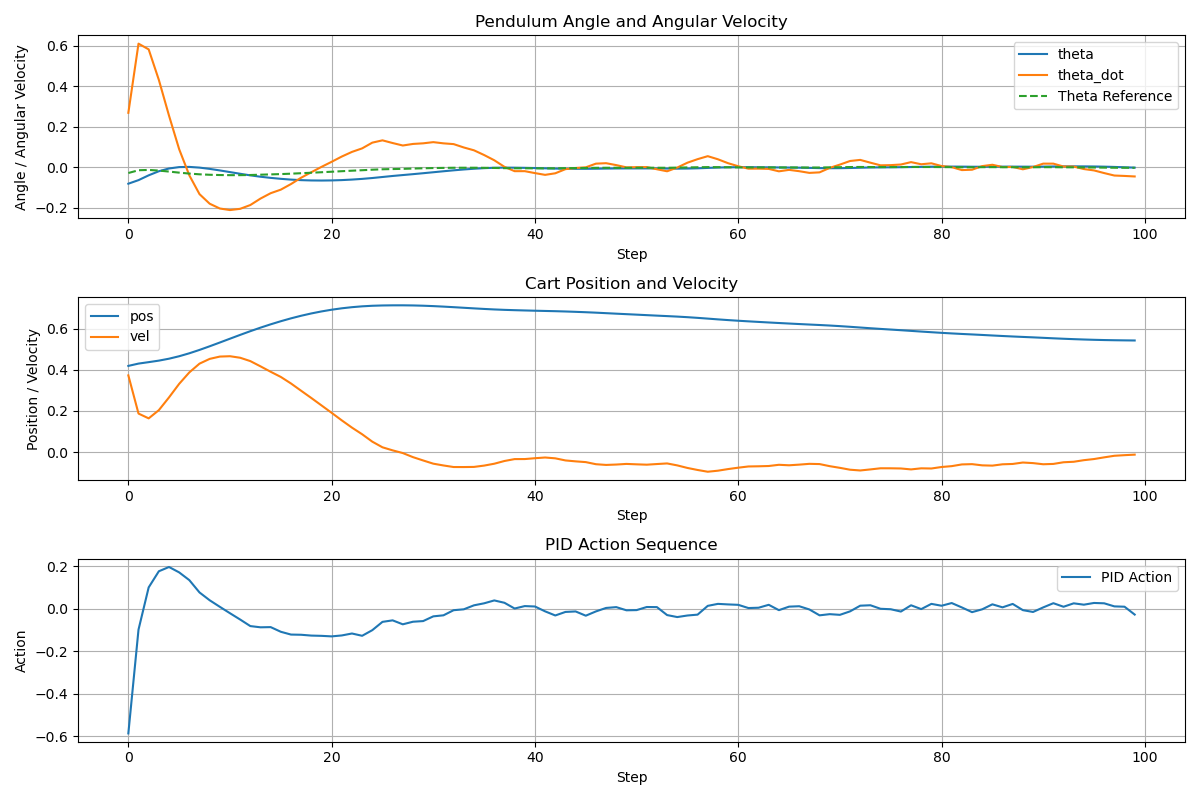 Pendulum Angle and Angular Velocity
Angle / Angular Velocity
0.6
0.4
0.2
0.0
−0.2
theta
theta_dot
Theta Reference
0 20 40 60 80 100
Step
Cart Position and Velocity
Position / Velocity
0.6
0.4
0.2
0.0
pos
vel
0 20 40 60 80 100
Step
PID Action Sequence
Action
0.2
0.0
−0.2
−0.4
−0.6
PID Action
0 20 40 60 80 100
Step